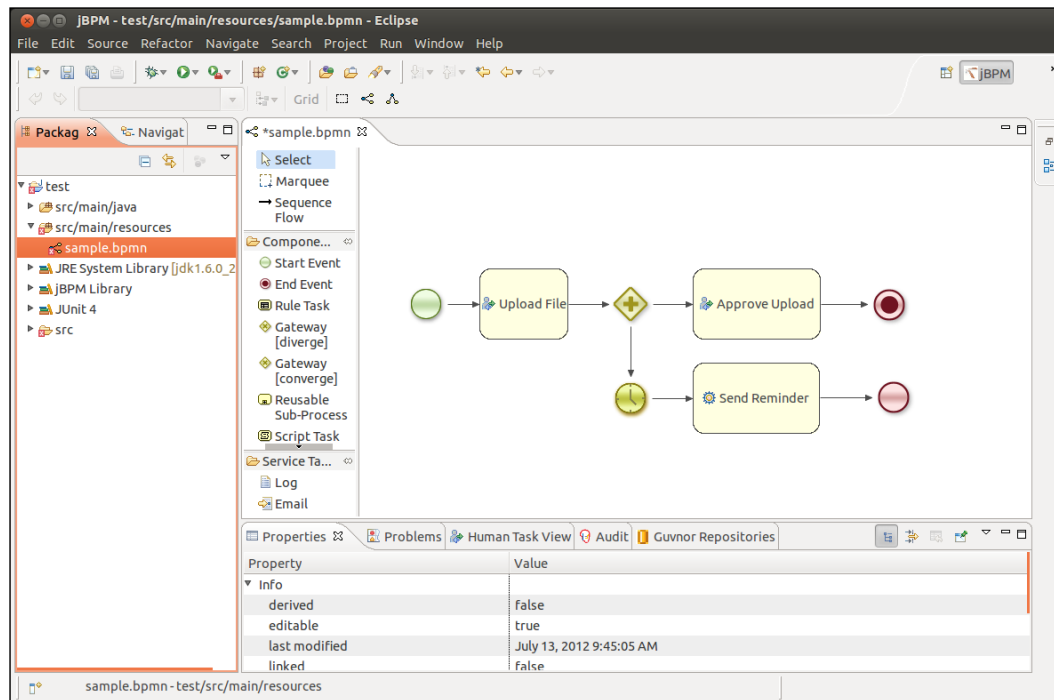 jBPM - test/src/main/resources/sample.bpmn - Eclipse
File Edit Source Refactor Navigate Search Project Run Window Help
jBPM
Grid
Packag
Navigat
test
src/main/java
src/main/resources
sample.bpmn
JRE System Library [jdk1.6.0_2
jBPM Library
JUnit 4
src
*sample.bpmn
Select
Marquee
Sequence
Flow
Compone...
Start Event
End Event
Rule Task
Gateway
[diverge]
Gateway
[converge]
Reusable
Sub-Process
Script Task
Service Ta...
Log
Email
Upload File
Approve Upload
Send Reminder
Properties Problems Human Task View Audit Guvnor Repositories
Property Value
Info
derived false
editable true
last modified July 13, 2012 9:45:05 AM
linked false
sample.bpmn - test/src/main/resources